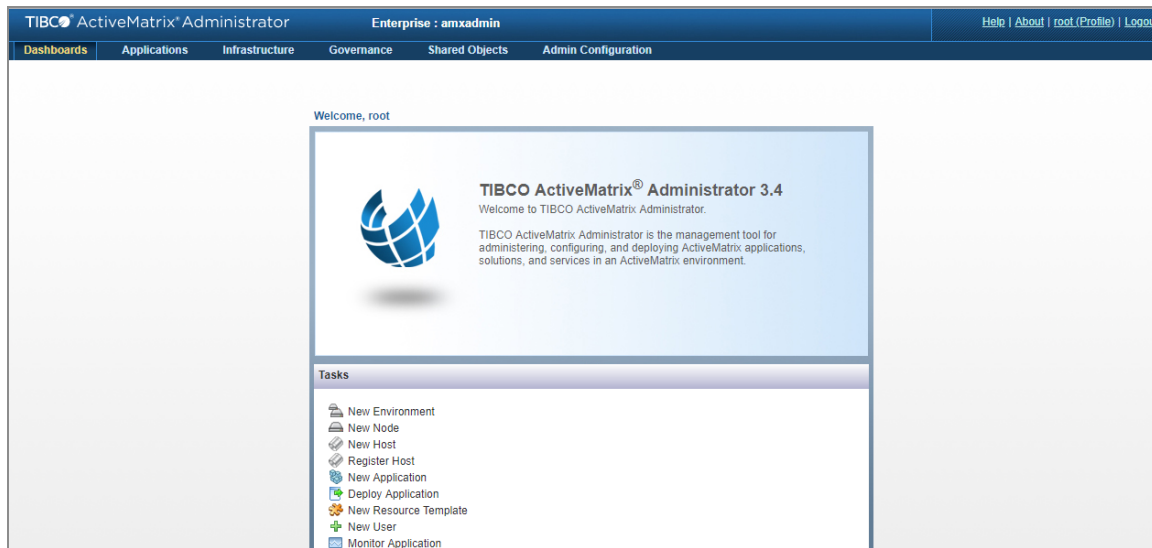 TIBCO® ActiveMatrix® Administrator
Enterprise : amxadmin
Help | About | root (Profile) | Logou
Dashboards Applications Infrastructure Governance Shared Objects Admin Configuration
Welcome, root
TIBCO ActiveMatrix® Administrator 3.4
Welcome to TIBCO ActiveMatrix Administrator.
TIBCO ActiveMatrix Administrator is the management tool for
administering, configuring, and deploying ActiveMatrix applications,
solutions, and services in an ActiveMatrix environment.
Tasks
New Environment
New Node
New Host
Register Host
New Application
Deploy Application
New Resource Template
New User
Monitor Application